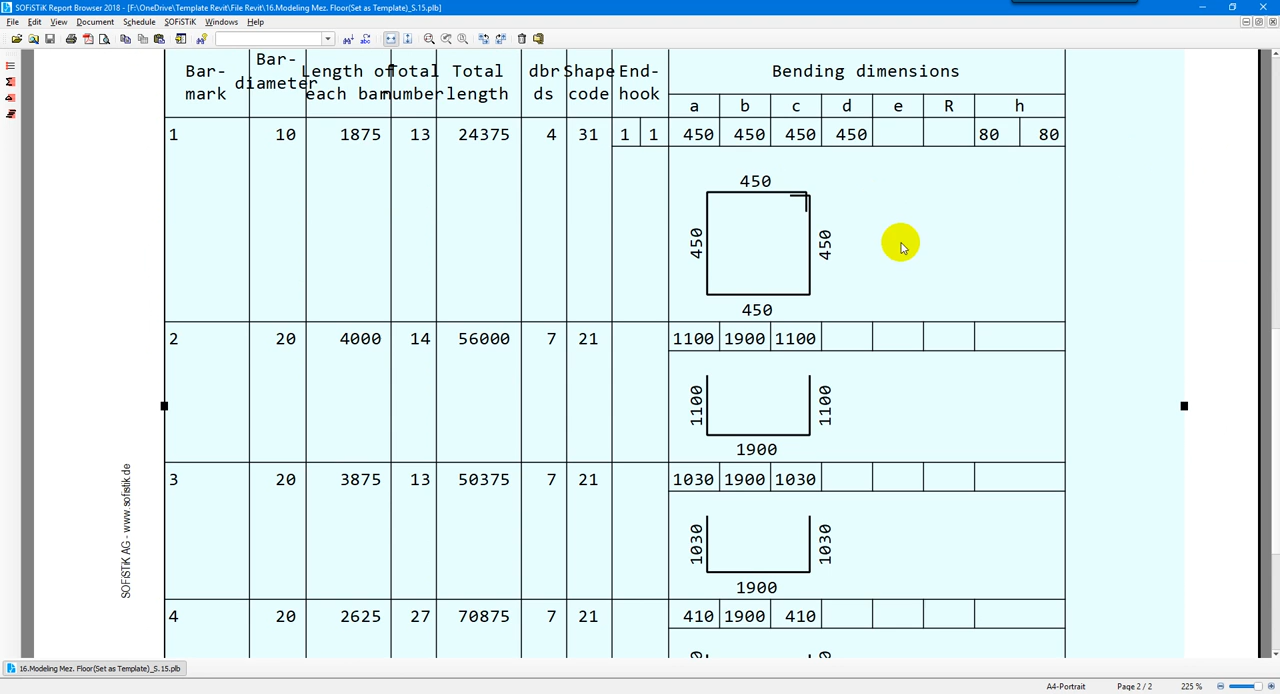 SOFiSTiK Report Browser 2018 - [F:\OneDrive\Template Revit\File Revit\16.Modeling Mez. Floor(Set as Template)_S.15.plb]
File Edit View Document Schedule SOFiSTiK Windows Help
Bar-mark Bar-diameter Length of each bar Total number Total length dbr ds Shape code End-hook Bending dimensions
a b c d e R h
1 10 1875 13 24375 4 31 1 1 450 450 450 450 80 80
450
450 450
450
2 20 4000 14 56000 7 21 1100 1900 1100
1100 1100
1900
3 20 3875 13 50375 7 21 1030 1900 1030
1030 1030
1900
4 20 2625 27 70875 7 21 410 1900 410
SOFiSTiK AG - www.sofistik.de
16.Modeling Mez. Floor(Set as Template)_S.15.plb
A4-Portrait Page 2 / 2 225 %